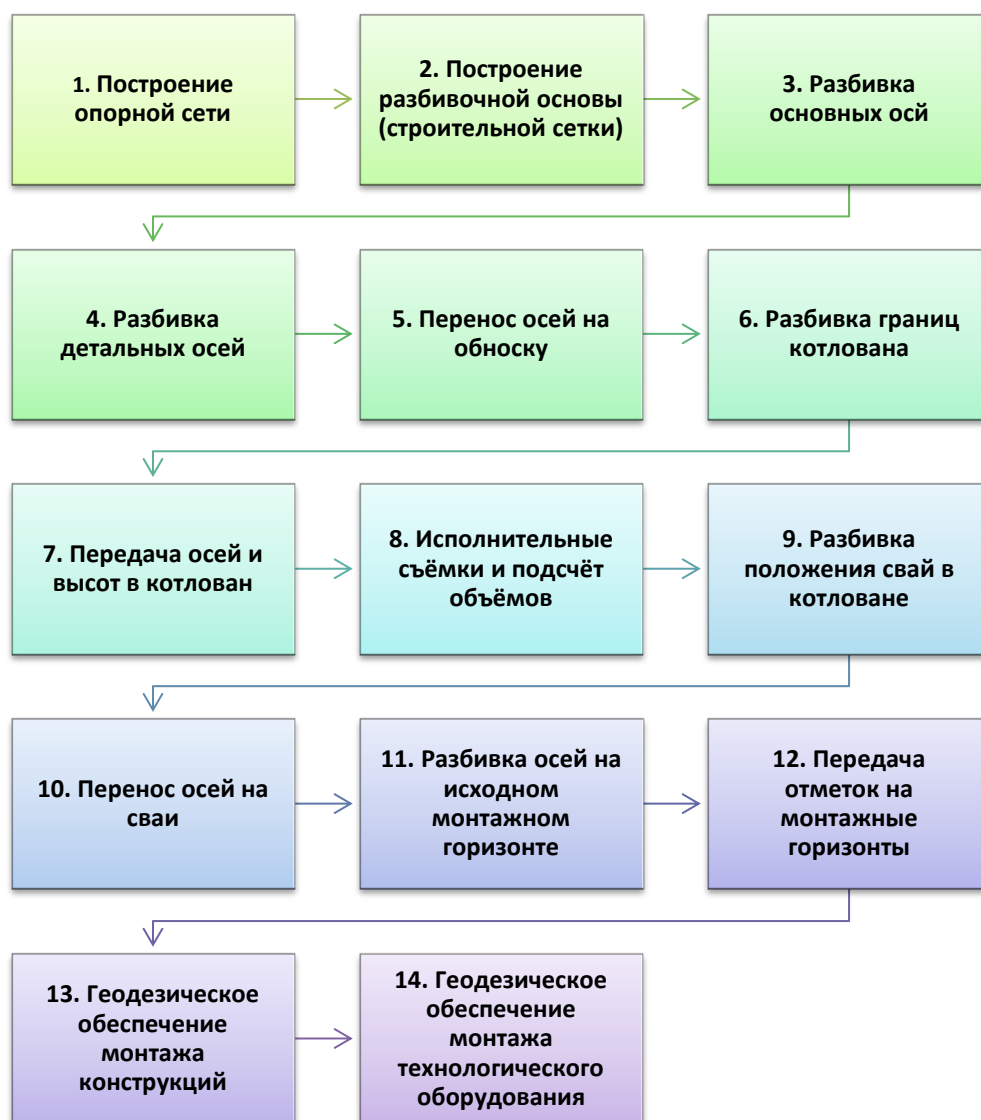 1. Построение
опорной сети
2. Построение
разбивочной основы
(строительной сетки)
3. Разбивка
основных осй
4. Разбивка
детальных осей
5. Перенос осей на
обноску
6. Разбивка границ
котлована
7. Передача осей и
высот в котлован
8. Исполнительные
съёмки и подсчёт
объёмов
9. Разбивка
положения свай в
котловане
10. Перенос осей на
сваи
11. Разбивка осей на
исходном
монтажном
горизонте
12. Передача
отметок на
монтажные
горизонты
13. Геодезическое
обеспечение
монтажа
конструкций
14. Геодезическое
обеспечение
монтажа
технологического
оборудования